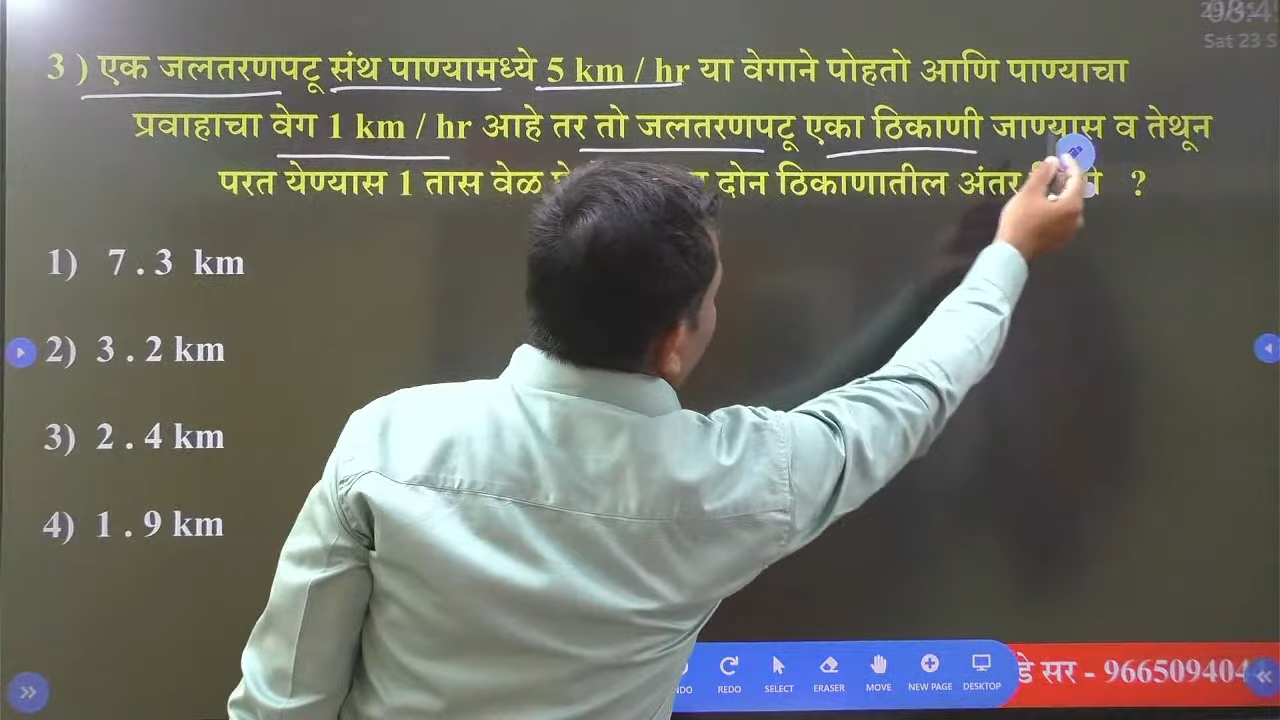 Sat 23 S
3 ) एक जलतरणपटू संथ पाण्यामध्ये 5 km / hr या वेगाने पोहतो आणि पाण्याचा
प्रवाहाचा वेग 1 km / hr आहे तर तो जलतरणपटू एका ठिकाणी जाण्यास व तेथून
परत येण्यास 1 तास वेळ दोन ठिकाणातील अंतर ?
1) 7 . 3 km
2) 3 . 2 km
3) 2 . 4 km
4) 1 . 9 km
REDO SELECT ERASER MOVE NEW PAGE DESKTOP
सर - 966509404